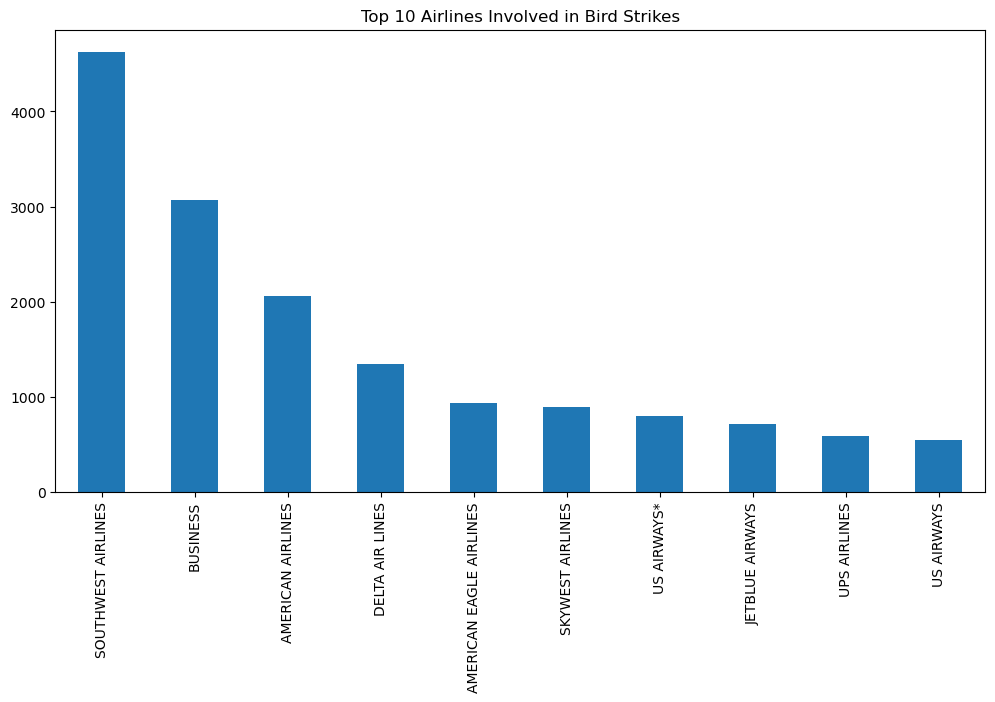 Top 10 Airlines Involved in Bird Strikes
4000
3000
2000
1000
0
SOUTHWEST AIRLINES
BUSINESS
AMERICAN AIRLINES
DELTA AIR LINES
AMERICAN EAGLE AIRLINES
SKYWEST AIRLINES
US AIRWAYS*
JETBLUE AIRWAYS
UPS AIRLINES
US AIRWAYS